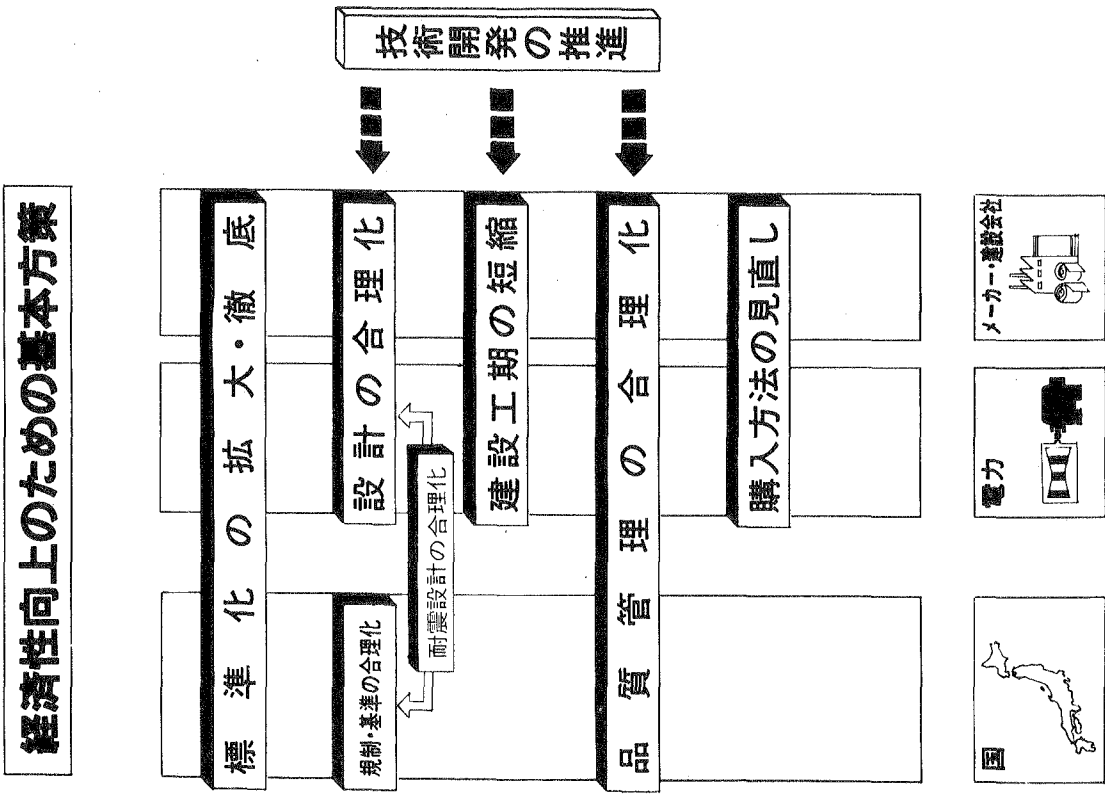 経済性向上のための基本方策
標準化の拡大・徹底
規制・基準の合理化
設計の合理化
耐震設計の合理化
建設工期の短縮
品質管理の合理化
購入方法の見直し
技術開発の推進
国
電力
メーカー・建設会社